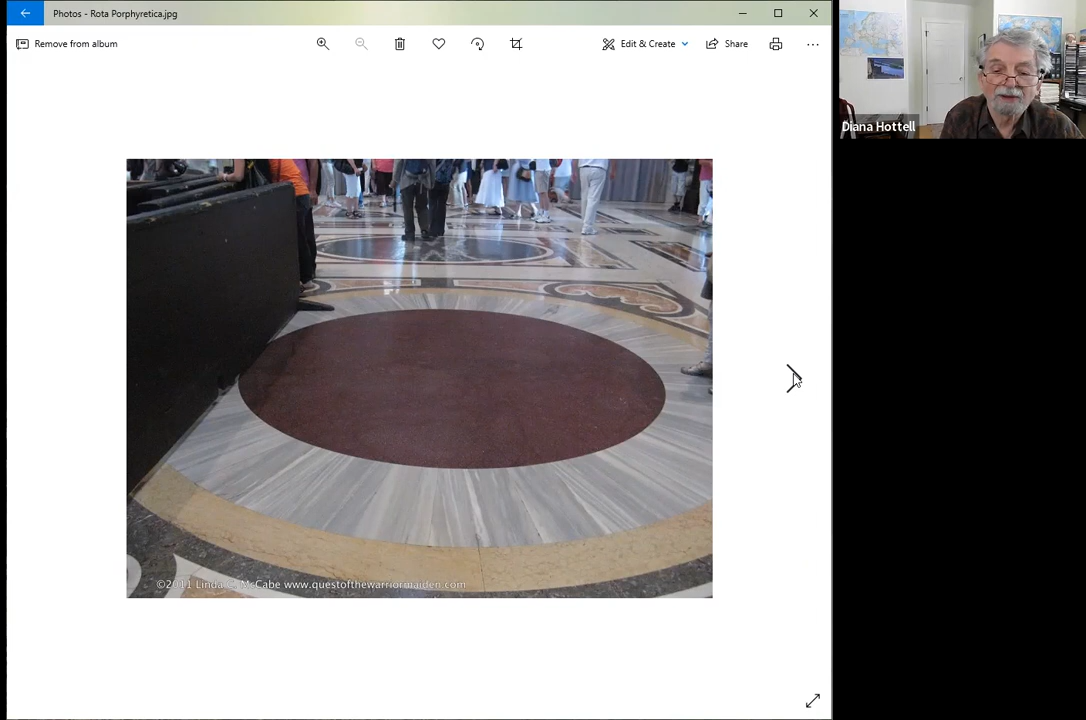 Photos - Rota Porphyretica.jpg
Remove from album
Edit & Create
Share
Diana Hottell
©2011 Linda C. McCabe www.questofthewarriormaiden.com